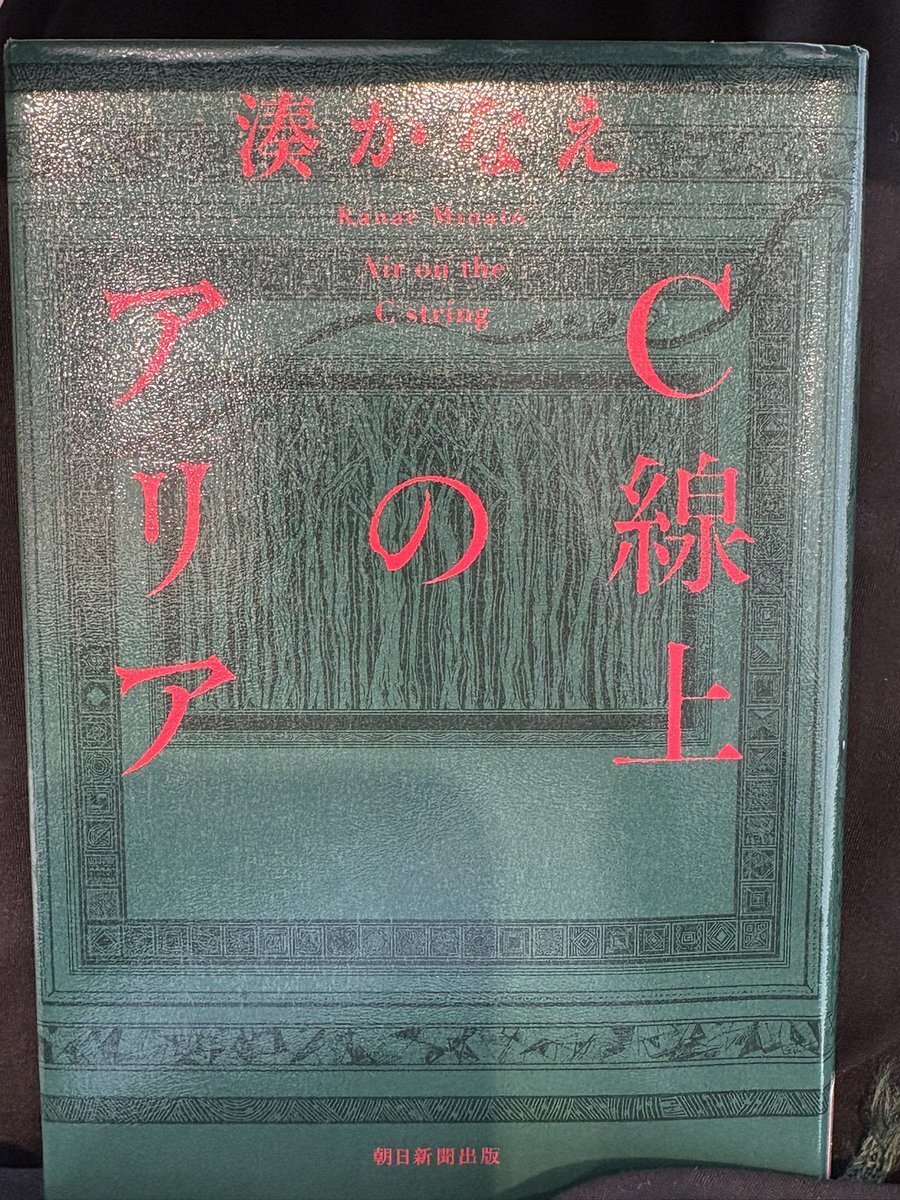 湊かなえ
Kanae Minato
Air on the
C string
C線上
の
アリア
朝日新聞出版